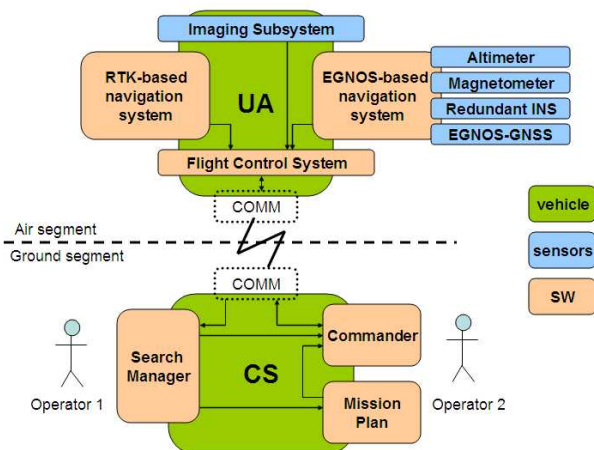 Imaging Subsystem
RTK-based
navigation
system
UA
EGNOS-based
navigation
system
Altimeter
Magnetometer
Redundant INS
EGNOS-GNSS
Flight Control System
COMM
Air segment
Ground segment
COMM
vehicle
sensors
SW
Search
Manager
CS
Commander
Mission
Plan
Operator 1
Operator 2